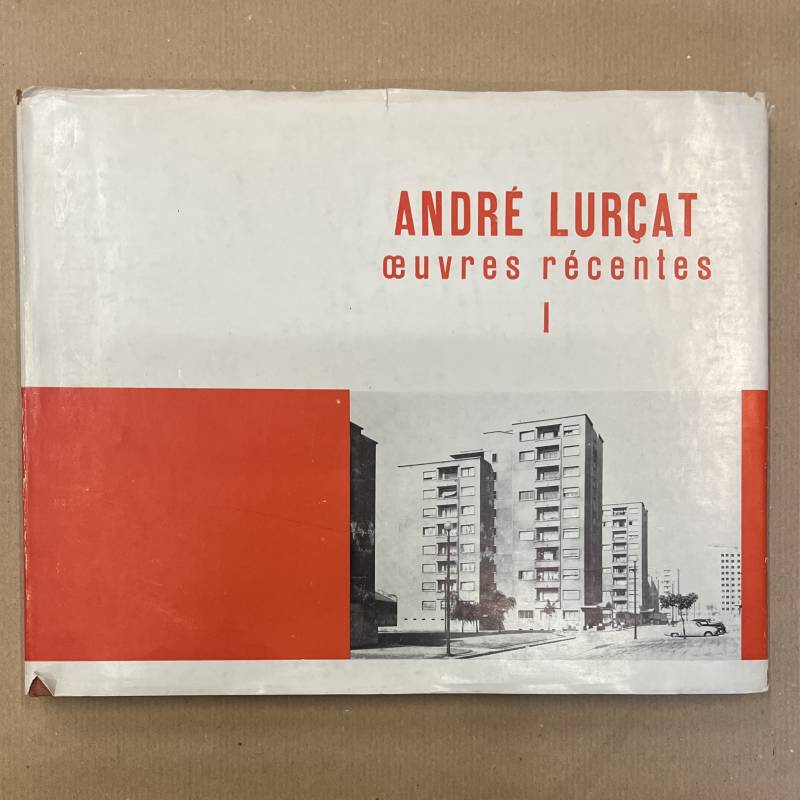 ANDRÉ LURÇAT
œuvres récentes
I